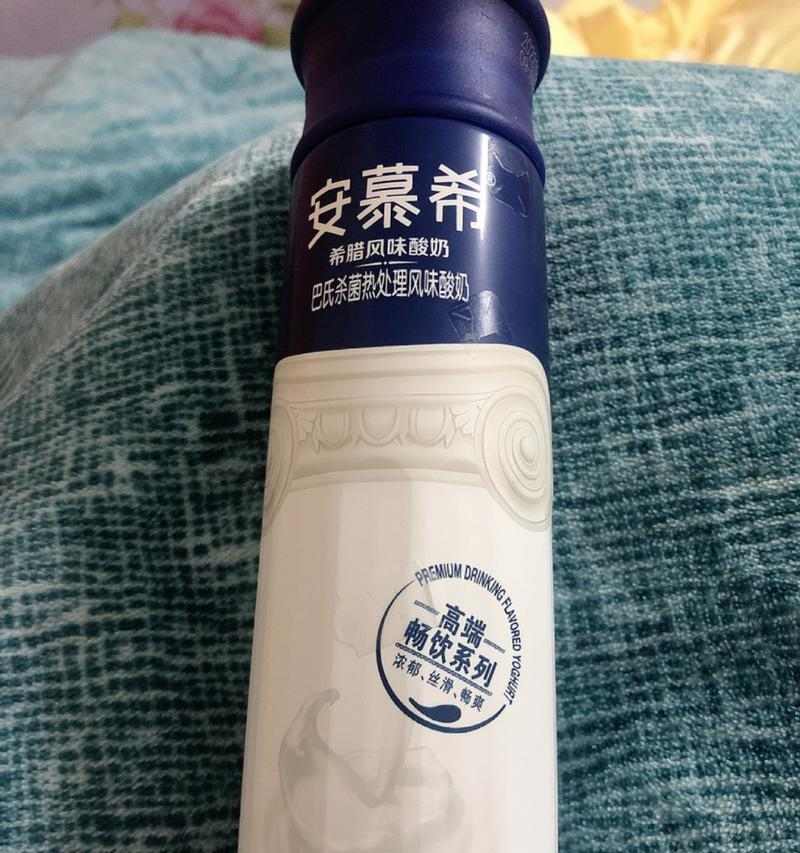 安慕希®
希腊风味酸奶
巴氏杀菌热处理风味酸奶
PREMIUM DRINKING FLAVORED YOGHURT
高端
畅饮系列
浓郁、丝滑、畅爽